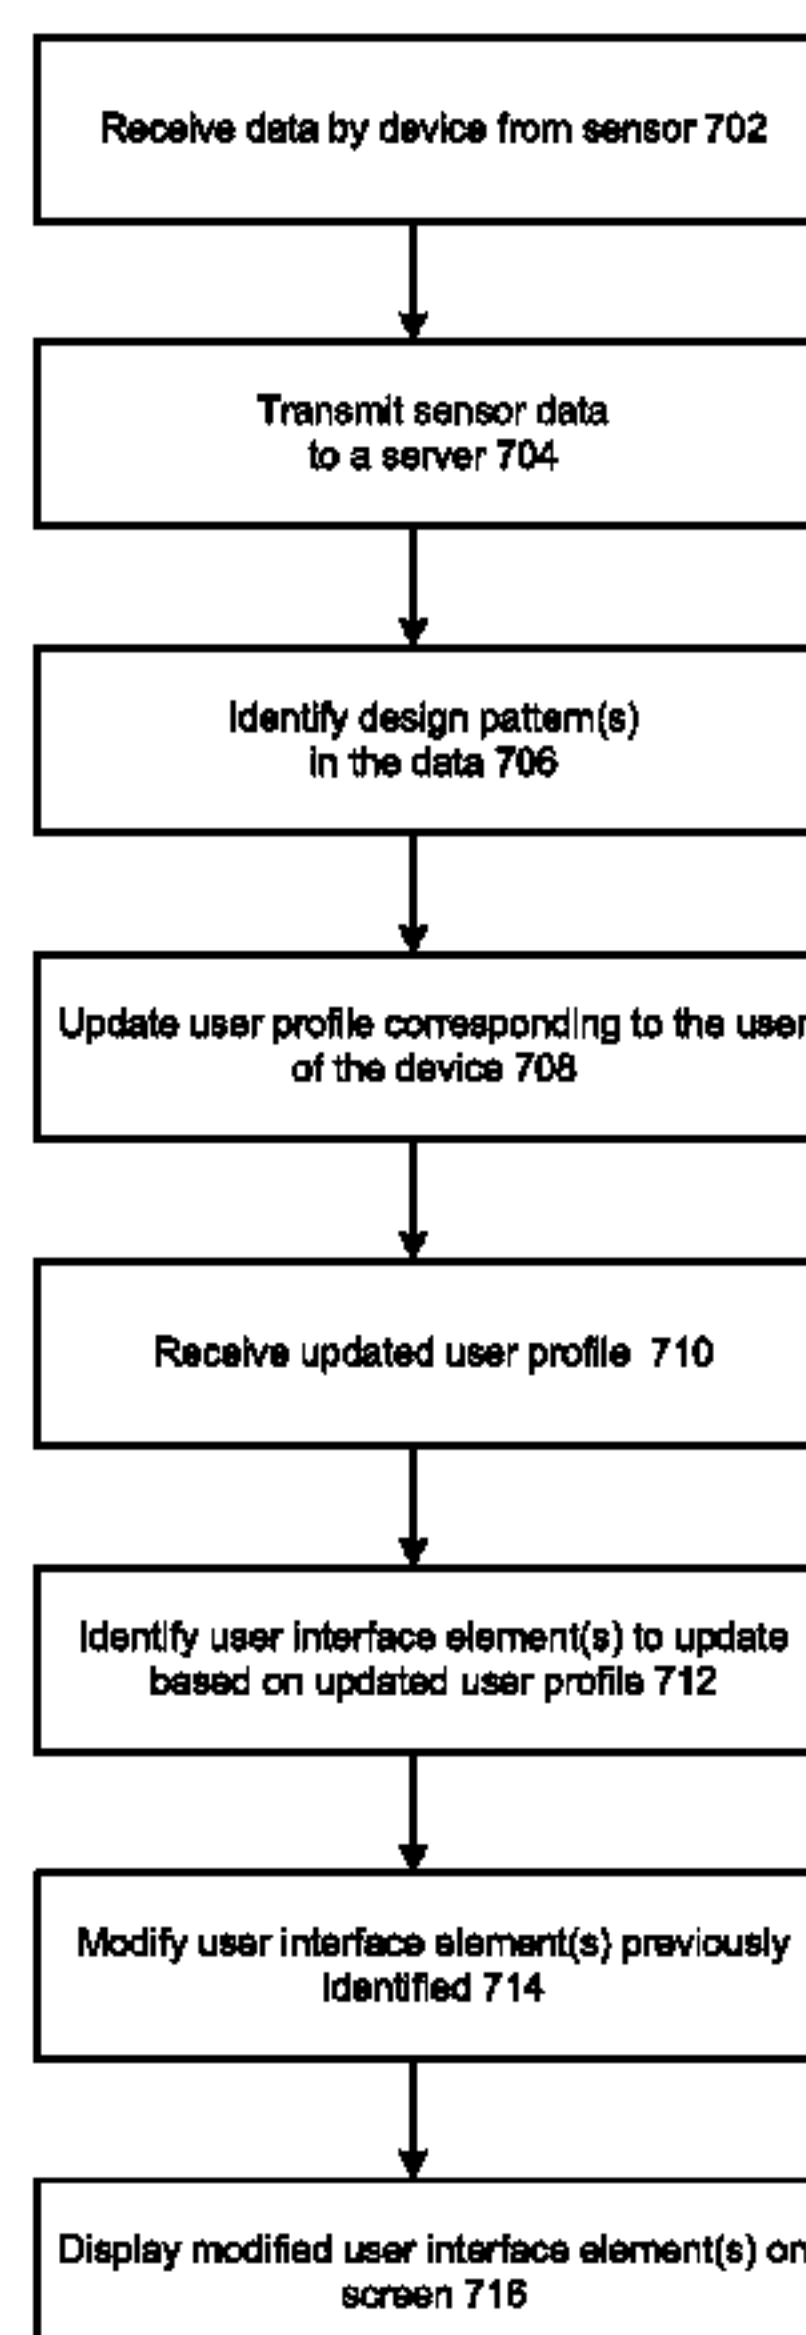 Receive data by device from sensor 702
Transmit sensor data
to a server 704
Identify design pattern(s)
in the data 706
Update user profile corresponding to the user
of the device 708
Receive updated user profile 710
Identify user interface element(s) to update
based on updated user profile 712
Modify user interface element(s) previously
identified 714
Display modified user interface element(s) on
screen 716